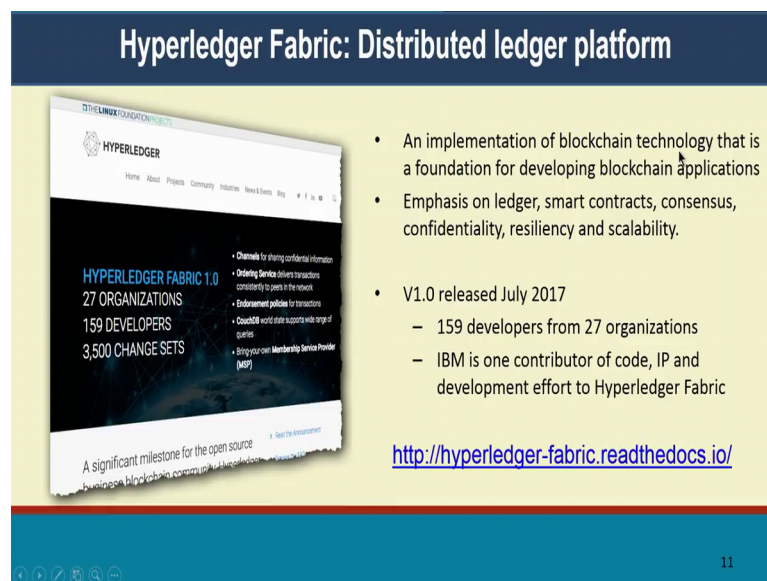 Hyperledger Fabric: Distributed ledger platform
THE LINUX FOUNDATION PROJECTS
HYPERLEDGER
Home About Projects Community Industries News & Events Blog
HYPERLEDGER FABRIC 1.0
27 ORGANIZATIONS
159 DEVELOPERS
3,500 CHANGE SETS
• Channels for sharing confidential information
• Ordering Service delivers transactions
consistently to peers in the network
• Endorsement policies for transactions
• CouchDB world state supports wide range of
queries
• Bring-your-own Membership Service Provider
(MSP)
» Read the Announcement
A significant milestone for the open source
business blockchain community, Hyperledger
• An implementation of blockchain technology that is
a foundation for developing blockchain applications
• Emphasis on ledger, smart contracts, consensus,
confidentiality, resiliency and scalability.
• V1.0 released July 2017
– 159 developers from 27 organizations
– IBM is one contributor of code, IP and
development effort to Hyperledger Fabric
http://hyperledger-fabric.readthedocs.io/
11